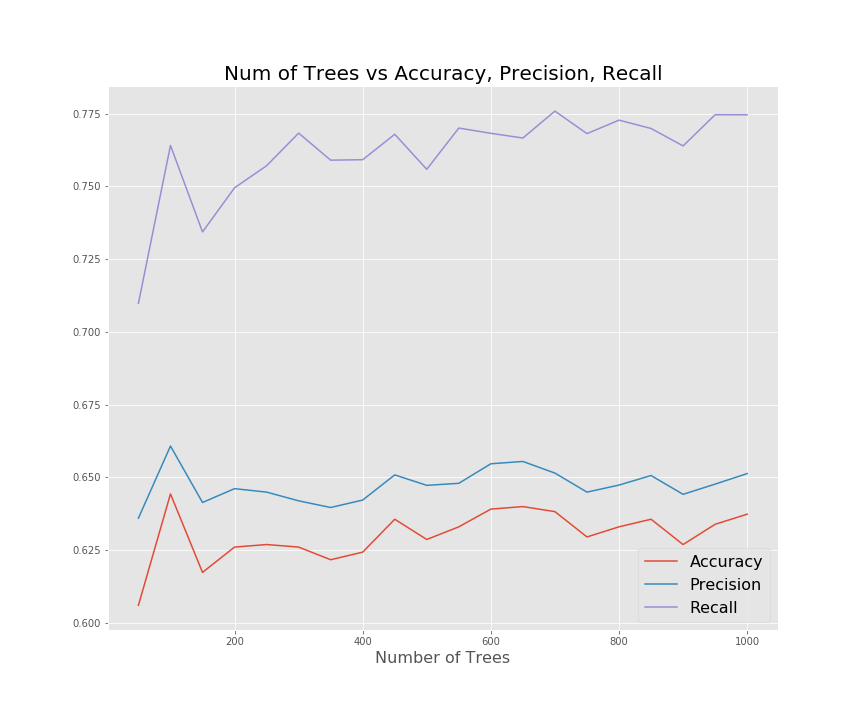 Num of Trees vs Accuracy, Precision, Recall
0.775
0.750
0.725
0.700
0.675
0.650
0.625
0.600
Accuracy
Precision
Recall
200 400 600 800 1000
Number of Trees